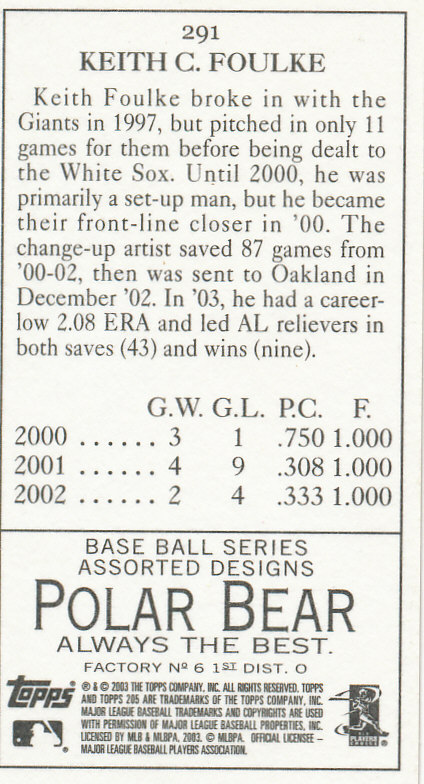 291
KEITH C. FOULKE
Keith Foulke broke in with the
Giants in 1997, but pitched in only 11
games for them before being dealt to
the White Sox. Until 2000, he was
primarily a set-up man, but he became
their front-line closer in '00. The
change-up artist saved 87 games from
'00-02, then was sent to Oakland in
December '02. In '03, he had a career-
low 2.08 ERA and led AL relievers in
both saves (43) and wins (nine).
G.W. G.L. P.C. F.
2000 ...... 3 1 .750 1.000
2001 ...... 4 9 .308 1.000
2002 ...... 2 4 .333 1.000
BASE BALL SERIES
ASSORTED DESIGNS
POLAR BEAR
ALWAYS THE BEST.
FACTORY Nº 6 1ST DIST. O
Topps
® & © 2003 THE TOPPS COMPANY, INC. ALL RIGHTS RESERVED. TOPPS
AND TOPPS 205 ARE TRADEMARKS OF THE TOPPS COMPANY, INC.
MAJOR LEAGUE BASEBALL TRADEMARKS AND COPYRIGHTS ARE USED
WITH PERMISSION OF MAJOR LEAGUE BASEBALL PROPERTIES, INC.
LICENSED BY MLB & MLBPA, 2003. © MLBPA. OFFICIAL LICENSEE –
MAJOR LEAGUE BASEBALL PLAYERS ASSOCIATION.
PLAYERS